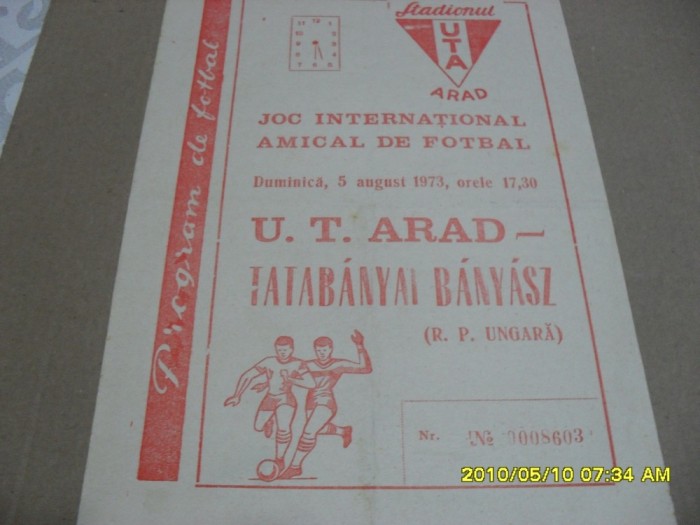 Program de fotbal
Stadionul
UTA
ARAD
JOC INTERNAȚIONAL
AMICAL DE FOTBAL
Duminică, 5 august 1973, orele 17,30
U. T. ARAD –
TATABÁNYAI BÁNYÁSZ
(R. P. UNGARĂ)
Nr. № 0008603
2010/05/10 07:34 AM